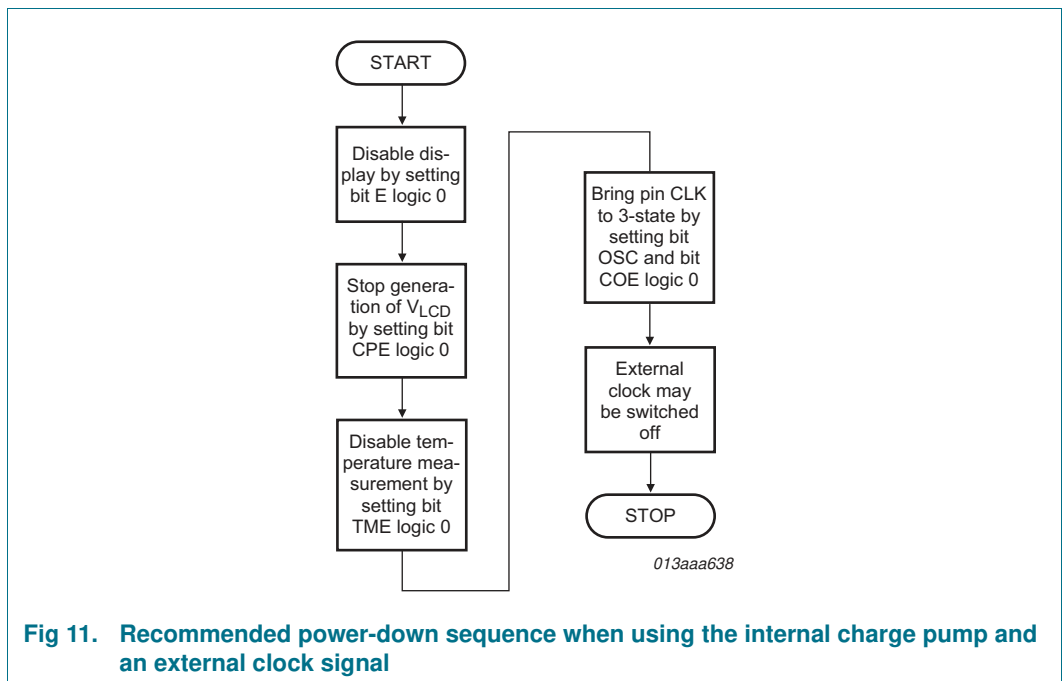 START
Disable dis-
play by setting
bit E logic 0
Stop genera-
tion of VLCD
by setting bit
CPE logic 0
Disable tem-
perature mea-
surement by
setting bit
TME logic 0
Bring pin CLK
to 3-state by
setting bit
OSC and bit
COE logic 0
External
clock may
be switched
off
STOP
013aaa638
Fig 11. Recommended power-down sequence when using the internal charge pump and
an external clock signal